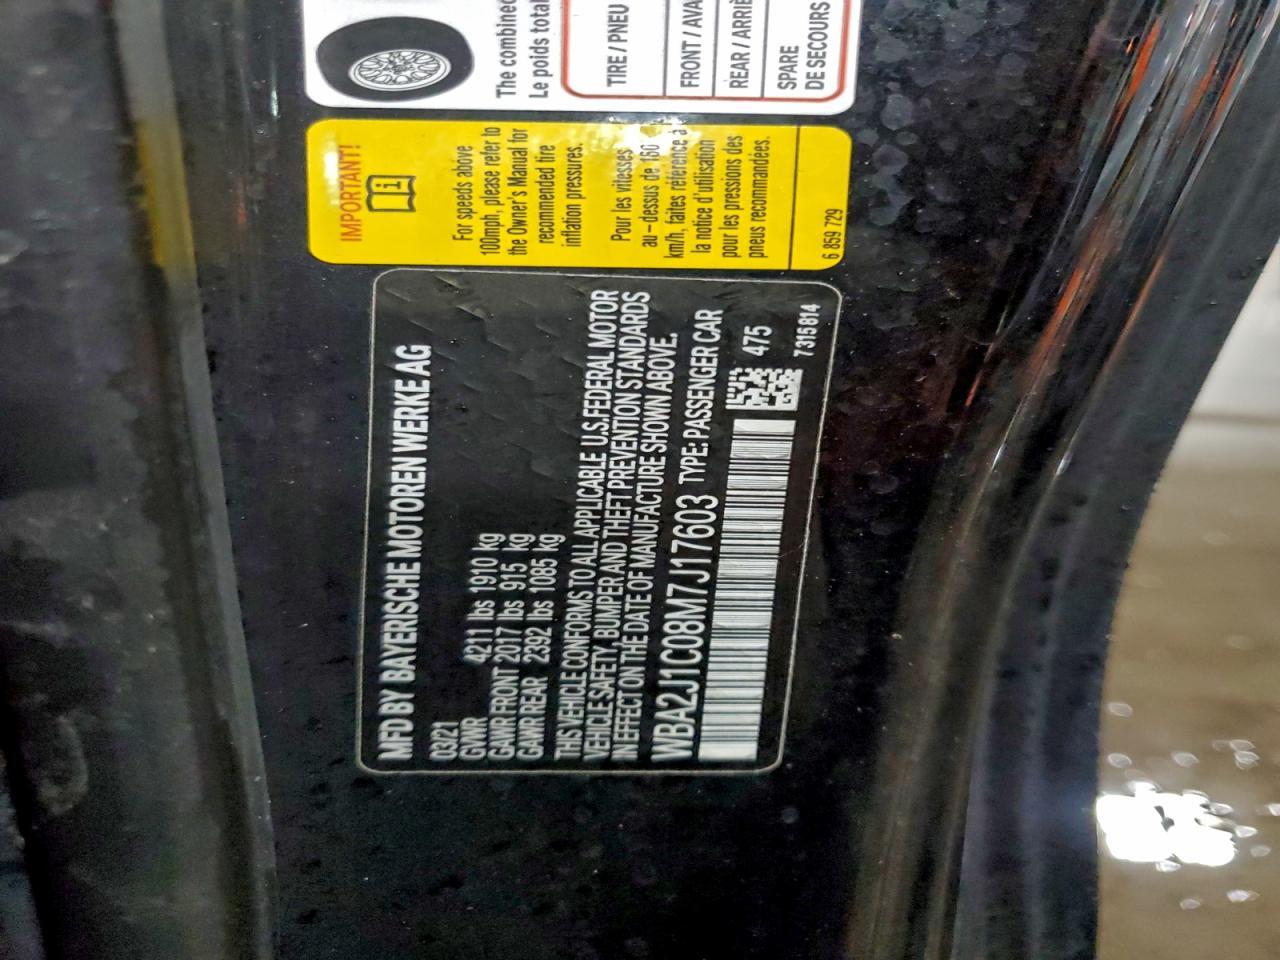 The combined
Le poids total
TIRE / PNEU
FRONT /
REAR /
SPARE
DE SECOURS
IMPORTANT!
i
For speeds above
100mph, please refer to
the Owner's Manual for
recommended tire
inflation pressures.
Pour les vitesses
au-dessus de 160
km/h, faites référence à
la notice d'utilisation
pour les pressions des
pneus recommandées.
6 859 729
MFD BY BAYERISCHE MOTOREN WERKE AG
03/21
GVWR 4211 lbs 1910 kg
GAWR FRONT 2017 lbs 915 kg
GAWR REAR 2392 lbs 1085 kg
THIS VEHICLE CONFORMS TO ALL APPLICABLE U.S.FEDERAL MOTOR
VEHICLE SAFETY, BUMPER AND THEFT PREVENTION STANDARDS
IN EFFECT ON THE DATE OF MANUFACTURE SHOWN ABOVE.
WBA2J1C08M7J17603 TYPE: PASSENGER CAR
475
7 315 814